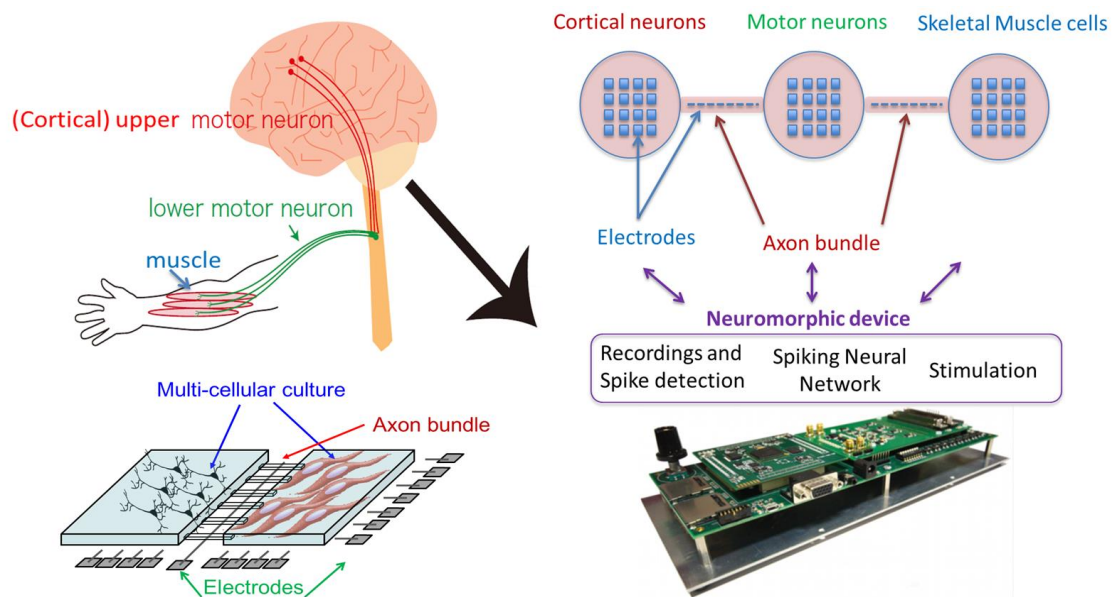 (Cortical) upper motor neuron
lower motor neuron
muscle
Multi-cellular culture
Axon bundle
Electrodes
Cortical neurons
Motor neurons
Skeletal Muscle cells
Electrodes
Axon bundle
Neuromorphic device
Recordings and
Spike detection
Spiking Neural
Network
Stimulation